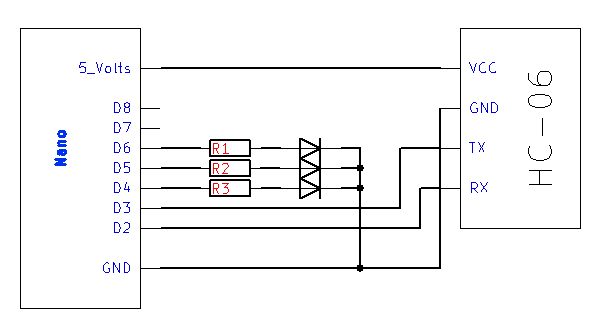 5_Volts
VCC
D8
GND
D7
D6
R1
TX
D5
R2
D4
R3
RX
D3
D2
GND
Nano
HC-06